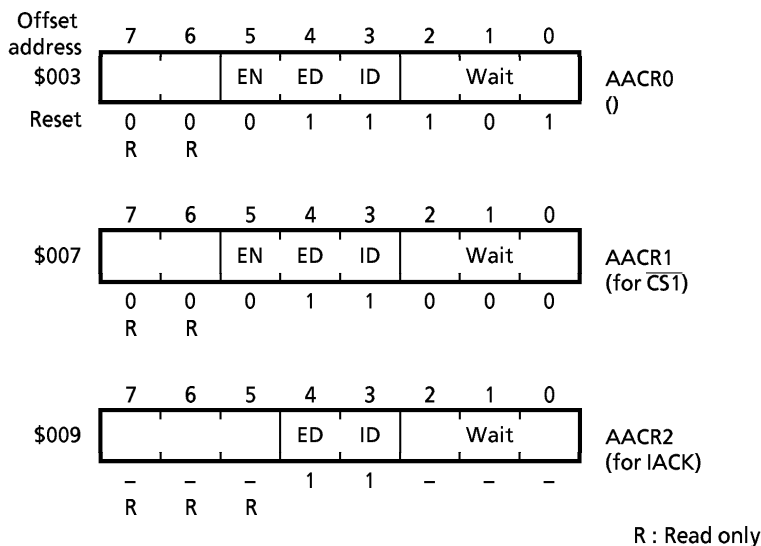 Offset
address
7 6 5 4 3 2 1 0
$003 EN ED ID Wait AACR0
()
Reset 0 0 0 1 1 1 0 1
R R
7 6 5 4 3 2 1 0
$007 EN ED ID Wait AACR1
(for CS1)
0 0 0 1 1 0 0 0
R R
7 6 5 4 3 2 1 0
$009 ED ID Wait AACR2
(for IACK)
– – – 1 1 – – –
R R R
R : Read only